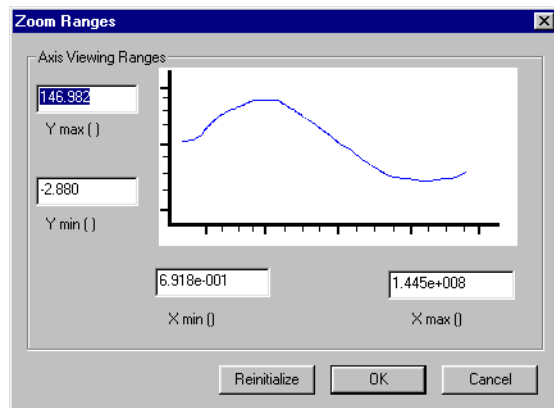 Zoom Ranges
Axis Viewing Ranges
146.982
Y max ( )
-2.880
Y min ( )
6.918e-001
1.445e+008
X min ()
X max ()
Reinitialize
OK
Cancel